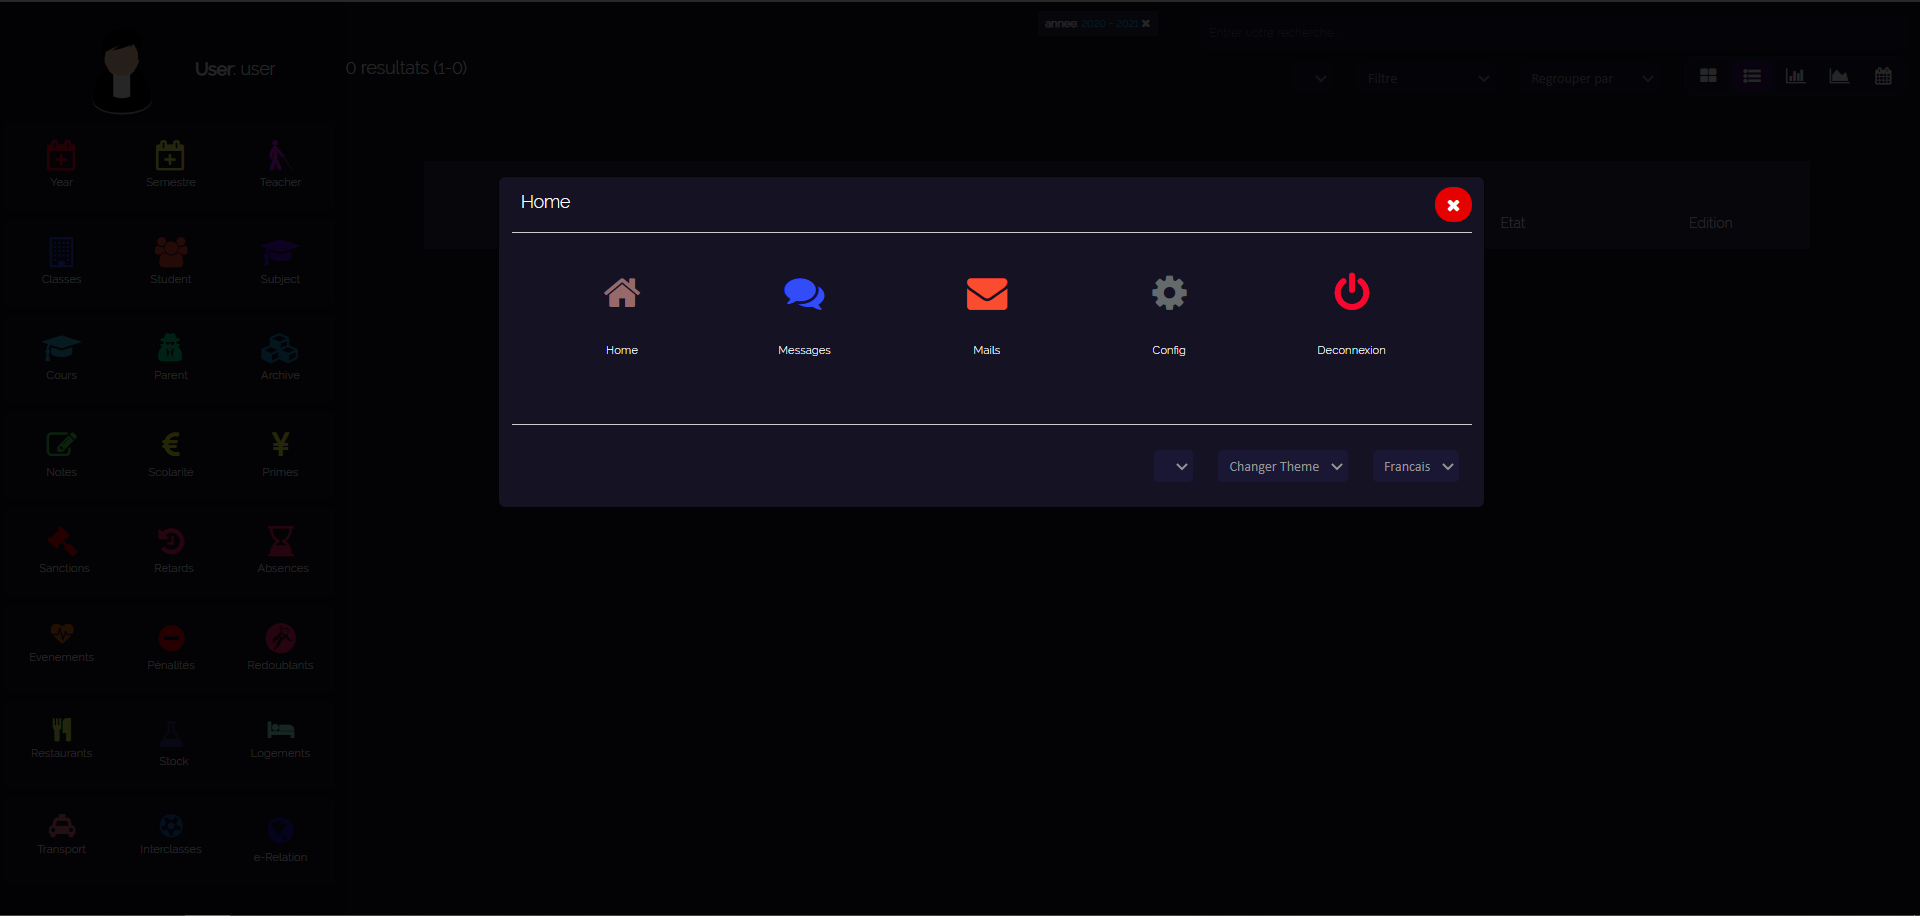 annee: 2020 - 2021
Entrer votre recherche
User: user
0 resultats (1-0)
Filtre
Regrouper par
Year
Semestre
Teacher
Home
Etat
Edition
Classes
Student
Subject
Home
Messages
Mails
Config
Deconnexion
Cours
Parent
Archive
Changer Theme
Francais
Notes
Scolarité
Primes
Sanctions
Retards
Absences
Evenements
Pénalités
Redoublants
Restaurants
Stock
Logements
Transport
Interclasses
e-Relation